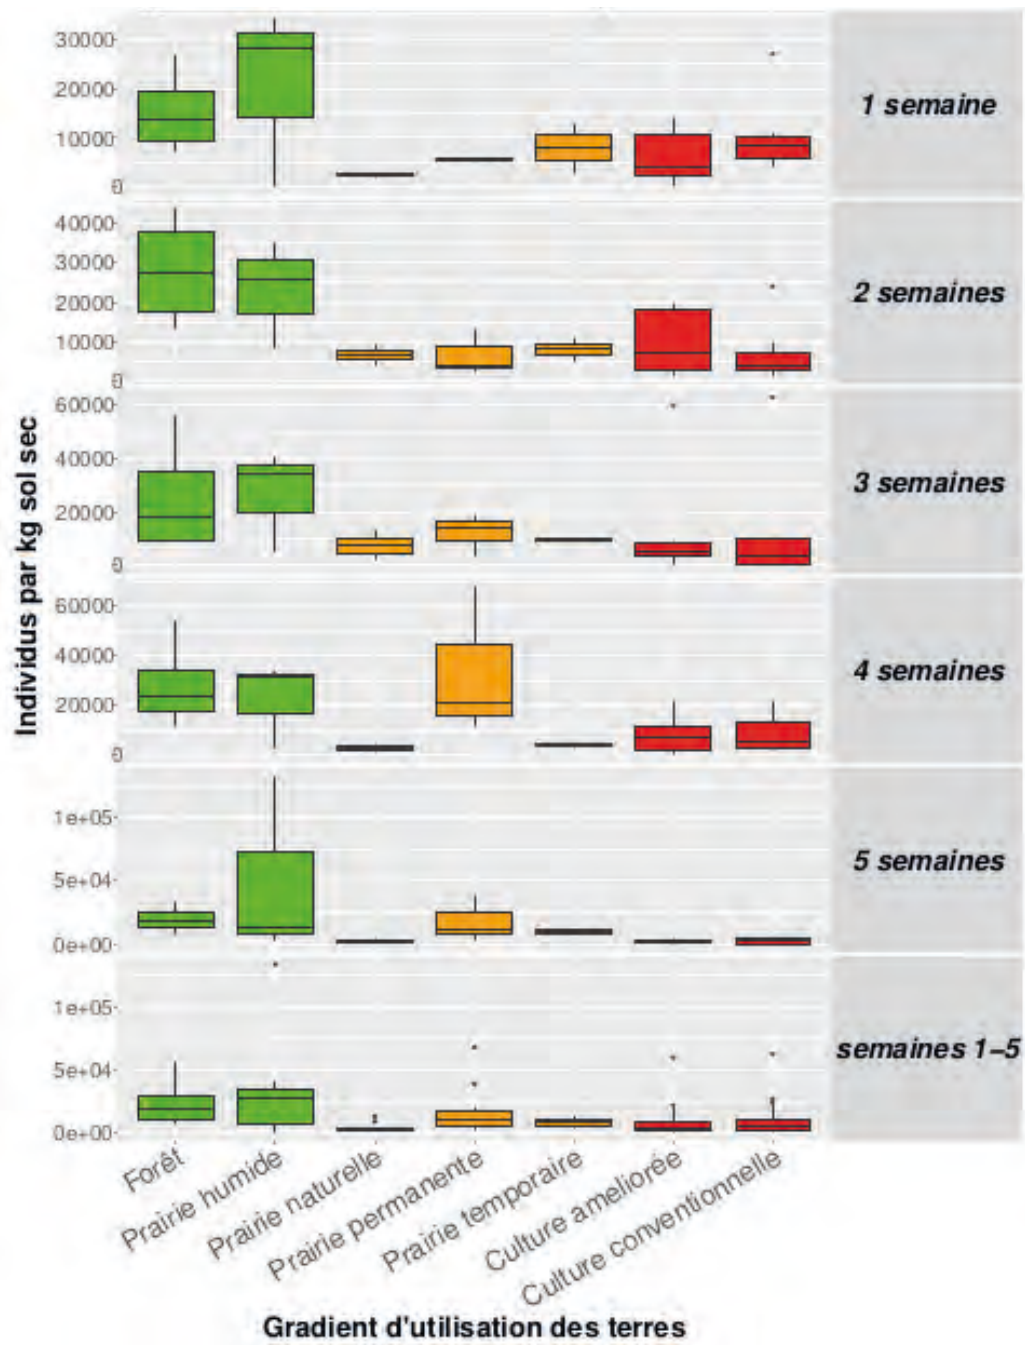 Individus par kg sol sec
30000
20000
10000
0
1 semaine
40000
30000
20000
10000
0
2 semaines
60000
40000
20000
0
3 semaines
60000
40000
20000
0
4 semaines
1e+05
5e+04
0e+00
5 semaines
1e+05
5e+04
0e+00
semaines 1–5
Forêt
Prairie humide
Prairie naturelle
Prairie permanente
Prairie temporaire
Culture ameliorée
Culture conventionnelle
Gradient d'utilisation des terres